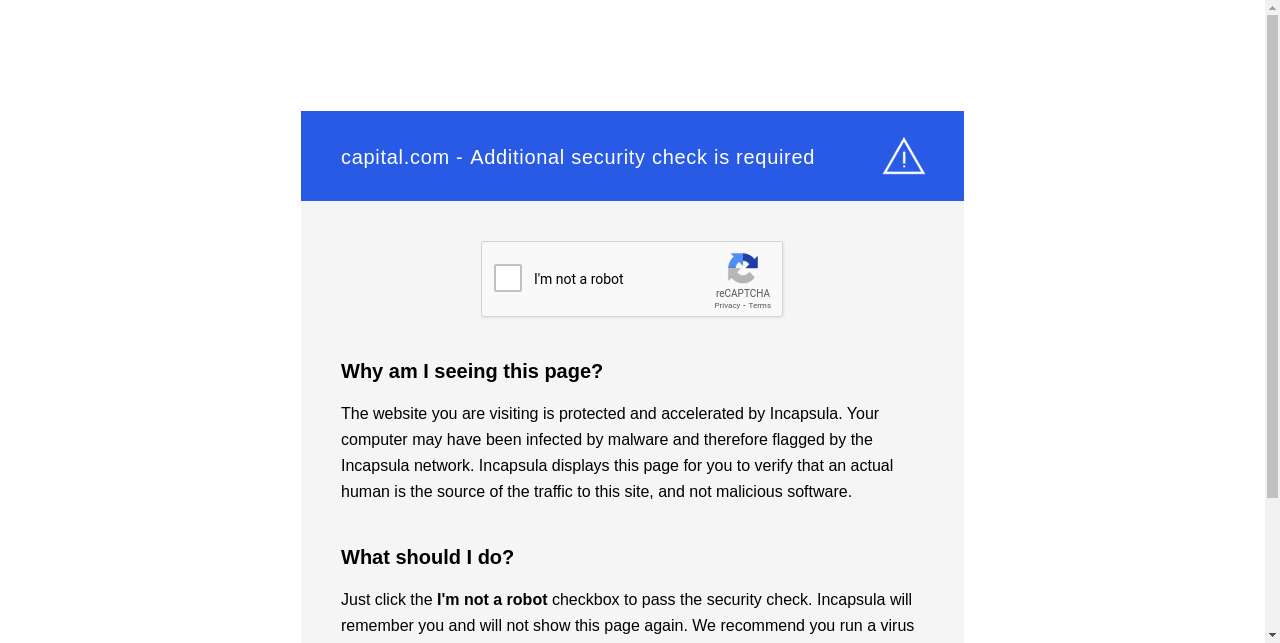 capital.com - Additional security check is required
I'm not a robot
reCAPTCHA
Privacy - Terms
Why am I seeing this page?
The website you are visiting is protected and accelerated by Incapsula. Your
computer may have been infected by malware and therefore flagged by the
Incapsula network. Incapsula displays this page for you to verify that an actual
human is the source of the traffic to this site, and not malicious software.
What should I do?
Just click the I'm not a robot checkbox to pass the security check. Incapsula will
remember you and will not show this page again. We recommend you run a virus